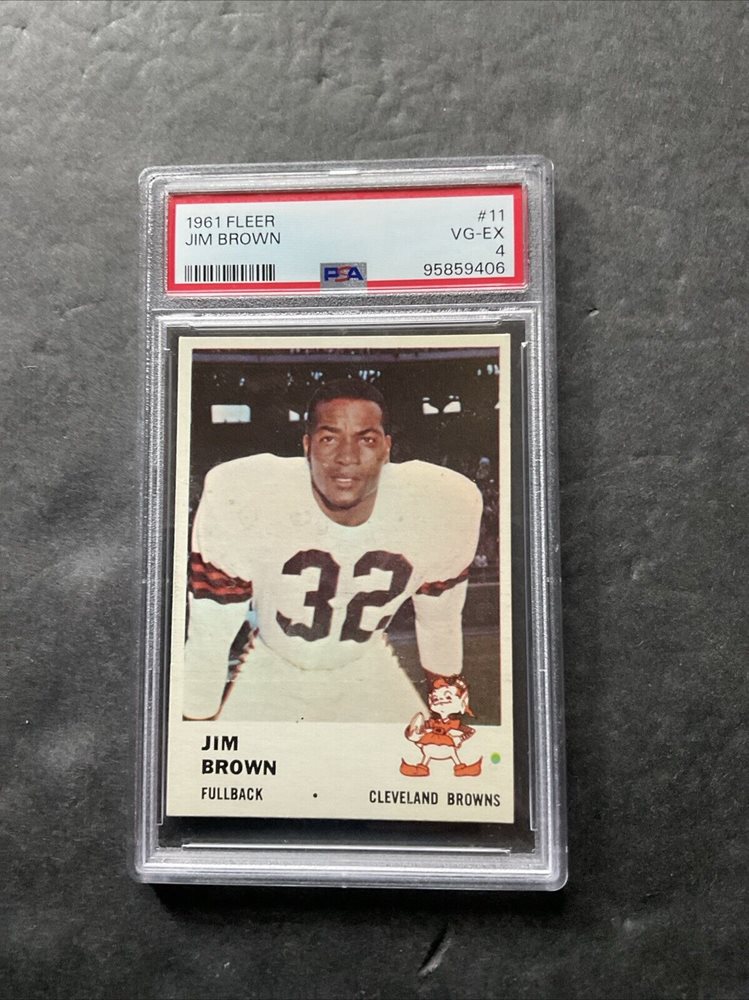 1961 FLEER #11
JIM BROWN VG-EX
4
PSA 95859406
32
JIM
BROWN
FULLBACK • CLEVELAND BROWNS